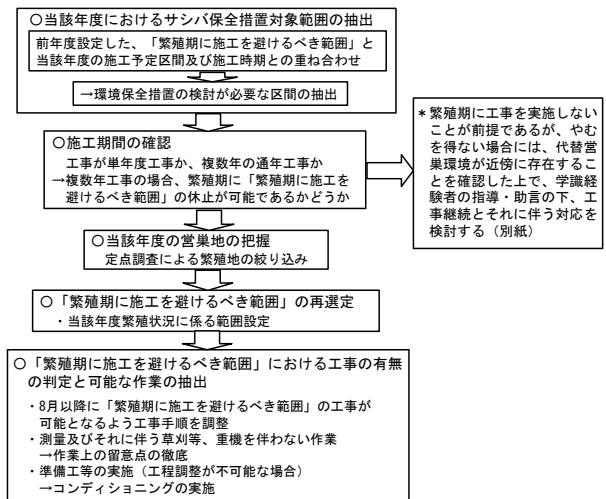 ○当該年度におけるサシバ保全措置対象範囲の抽出
前年度設定した、「繁殖期に施工を避けるべき範囲」と
当該年度の施工予定区間及び施工時期との重ね合わせ
→環境保全措置の検討が必要な区間の抽出
○施工期間の確認
工事が単年度工事か、複数年の通年工事か
→複数年工事の場合、繁殖期に「繁殖期に施工を
避けるべき範囲」の休止が可能であるかどうか
＊繁殖期に工事を実施しない
ことが前提であるが、やむ
を得ない場合には、代替営
巣環境が近傍に存在するこ
とを確認した上で、学識経
験者の指導・助言の下、工
事継続とそれに伴う対応を
検討する（別紙）
○当該年度の営巣地の把握
定点調査による繁殖地の絞り込み
○「繁殖期に施工を避けるべき範囲」の再選定
・当該年度繁殖状況に係る範囲設定
○「繁殖期に施工を避けるべき範囲」における工事の有無
の判定と可能な作業の抽出
・8月以降に「繁殖期に施工を避けるべき範囲」の工事が
可能となるよう工事手順を調整
・測量及びそれに伴う草刈等、重機を伴わない作業
→作業上の留意点の徹底
・準備工等の実施（工程調整が不可能な場合）
→コンディショニングの実施